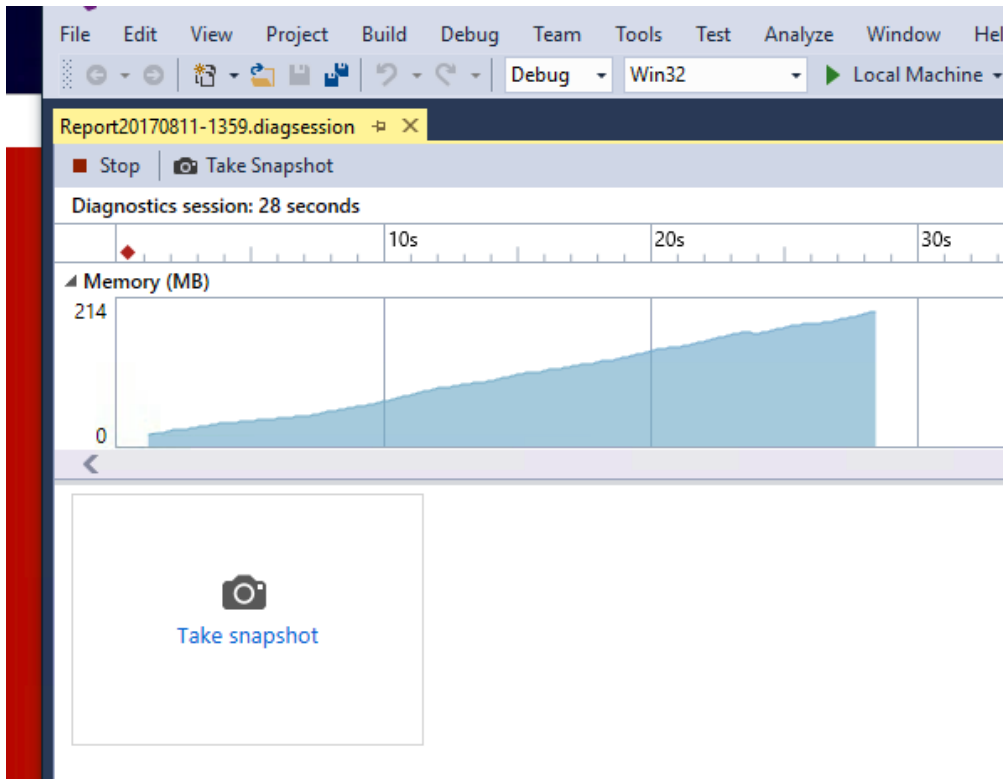 File Edit View Project Build Debug Team Tools Test Analyze Window Hel
Debug Win32 Local Machine
Report20170811-1359.diagsession
Stop Take Snapshot
Diagnostics session: 28 seconds
10s 20s 30s
Memory (MB)
214
0
Take snapshot